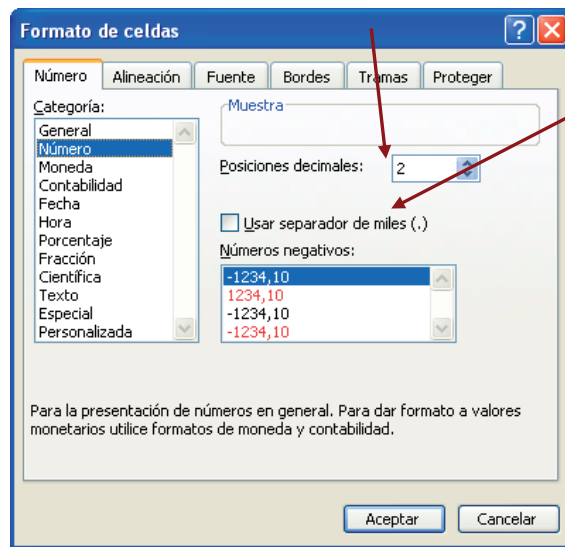 Formato de celdas
Número Alineación Fuente Bordes Tramas Proteger
Categoría:
General
Número
Moneda
Contabilidad
Fecha
Hora
Porcentaje
Fracción
Científica
Texto
Especial
Personalizada
Muestra
Posiciones decimales: 2
Usar separador de miles (.)
Números negativos:
-1234,10
1234,10
-1234,10
-1234,10
Para la presentación de números en general. Para dar formato a valores
monetarios utilice formatos de moneda y contabilidad.
Aceptar Cancelar